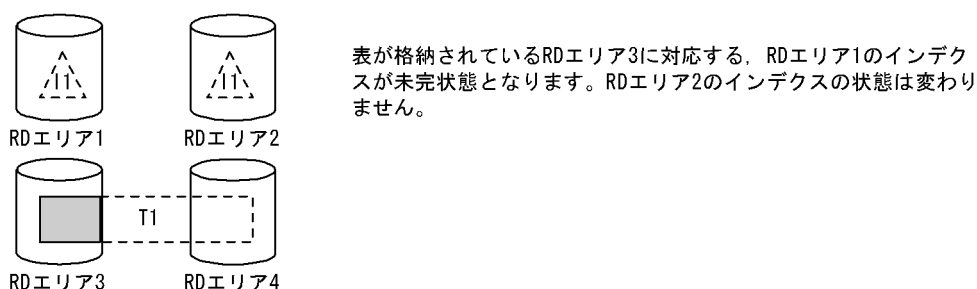 I1
I1
表が格納されているRDエリア3に対応する，RDエリア1のインデク
スが未完状態となります。RDエリア2のインデクスの状態は変わり
ません。
RDエリア1
RDエリア2
T1
RDエリア3
RDエリア4